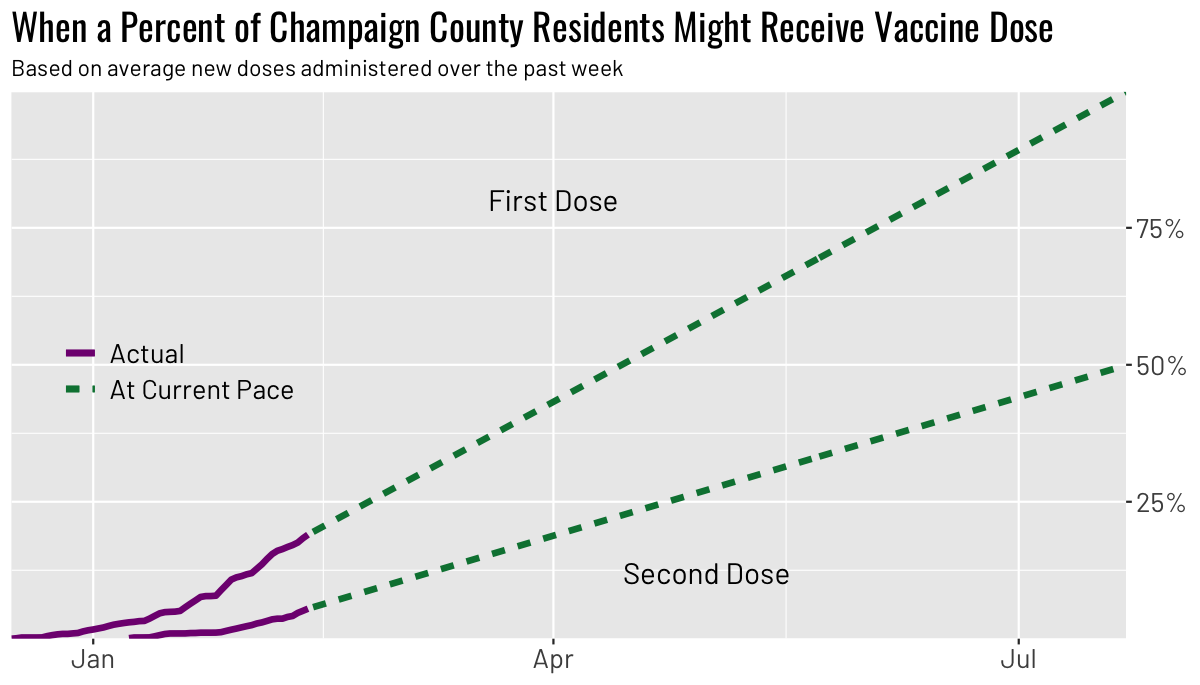 When a Percent of Champaign County Residents Might Receive Vaccine Dose
Based on average new doses administered over the past week
First Dose
75%
Actual
50%
At Current Pace
25%
Second Dose
Jan
Apr
Jul